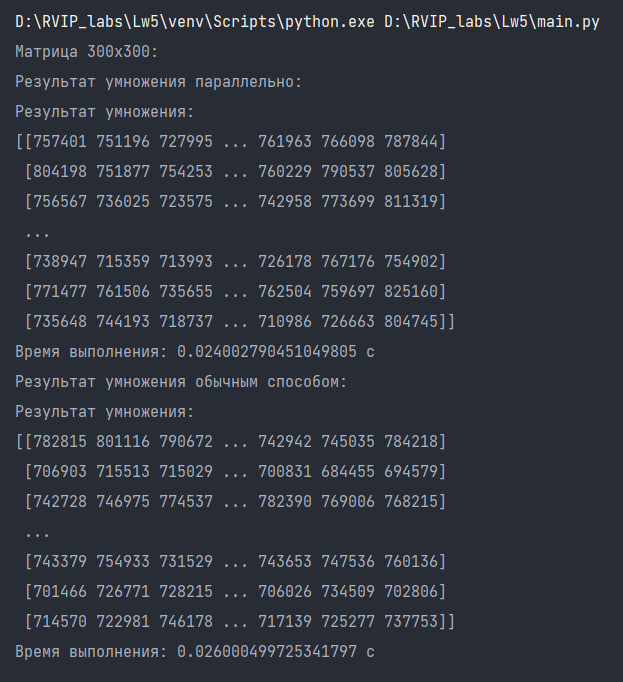 D:\RVIP_labs\Lw5\venv\Scripts\python.exe D:\RVIP_labs\Lw5\main.py
Матрица 300x300:
Результат умножения параллельно:
Результат умножения:
[[757401 751196 727995 ... 761963 766098 787844]
 [804198 751877 754253 ... 760229 790537 805628]
 [756567 736025 723575 ... 742958 773699 811319]
 ...
 [738947 715359 713993 ... 726178 767176 754902]
 [771477 761506 735655 ... 762504 759697 825160]
 [735648 744193 718737 ... 710986 726663 804745]]
Время выполнения: 0.024002790451049805 с
Результат умножения обычным способом:
Результат умножения:
[[782815 801116 790672 ... 742942 745035 784218]
 [706903 715513 715029 ... 700831 684455 694579]
 [742728 746975 774537 ... 782390 769006 768215]
 ...
 [743379 754933 731529 ... 743653 747536 760136]
 [701466 726771 728215 ... 706026 734509 702806]
 [714570 722981 746178 ... 717139 725277 737753]]
Время выполнения: 0.026000499725341797 с